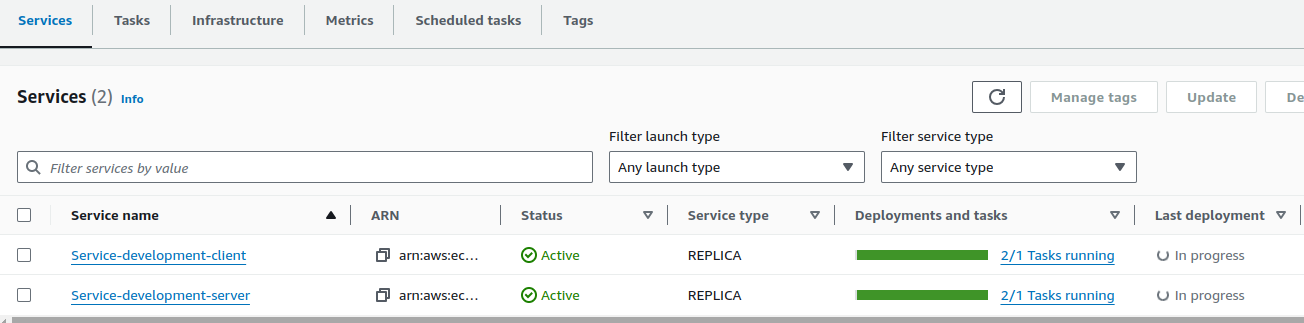 Services Tasks Infrastructure Metrics Scheduled tasks Tags
Services (2) Info Manage tags Update De
Filter launch type Filter service type
Filter services by value Any launch type Any service type
Service name ARN Status Service type Deployments and tasks Last deployment
Service-development-client arn:aws:ec... Active REPLICA 2/1 Tasks running In progress
Service-development-server arn:aws:ec... Active REPLICA 2/1 Tasks running In progress